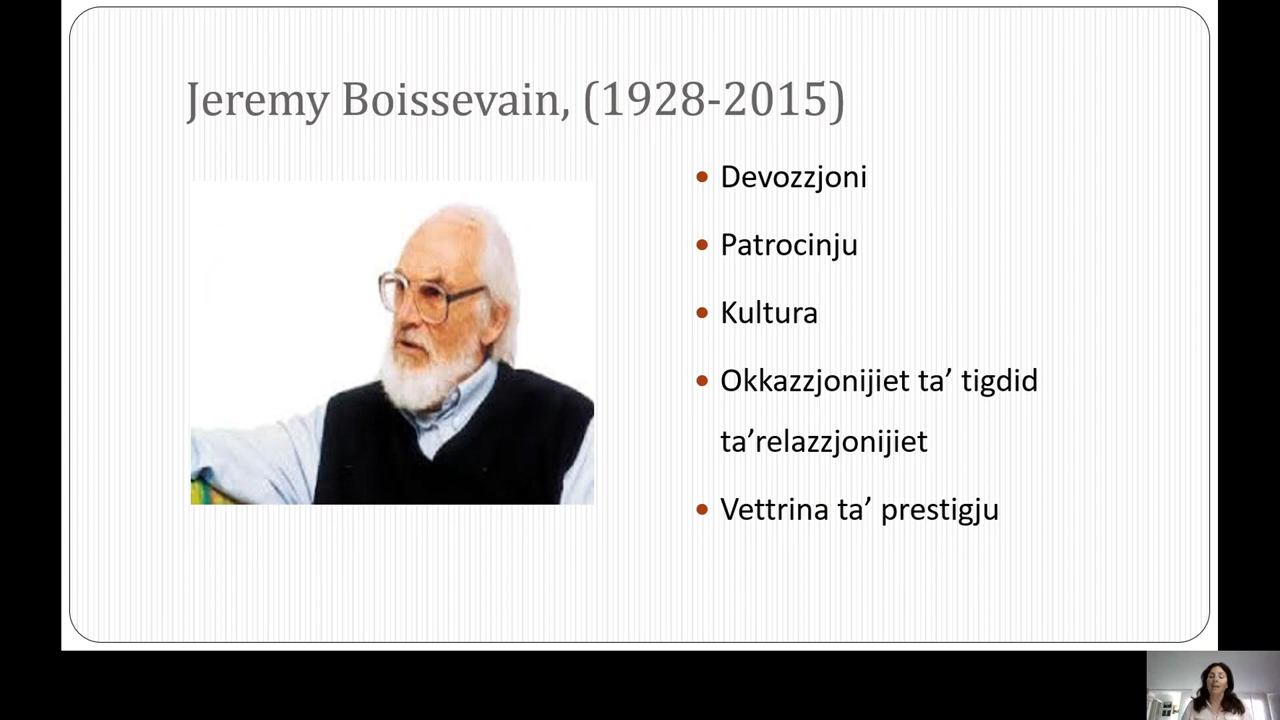 Jeremy Boissevain, (1928-2015)
Devozzjoni
Patrocinju
Kultura
Okkazzjonijiet ta’ tigdid
ta’relazzjonijiet
Vettrina ta’ prestigju